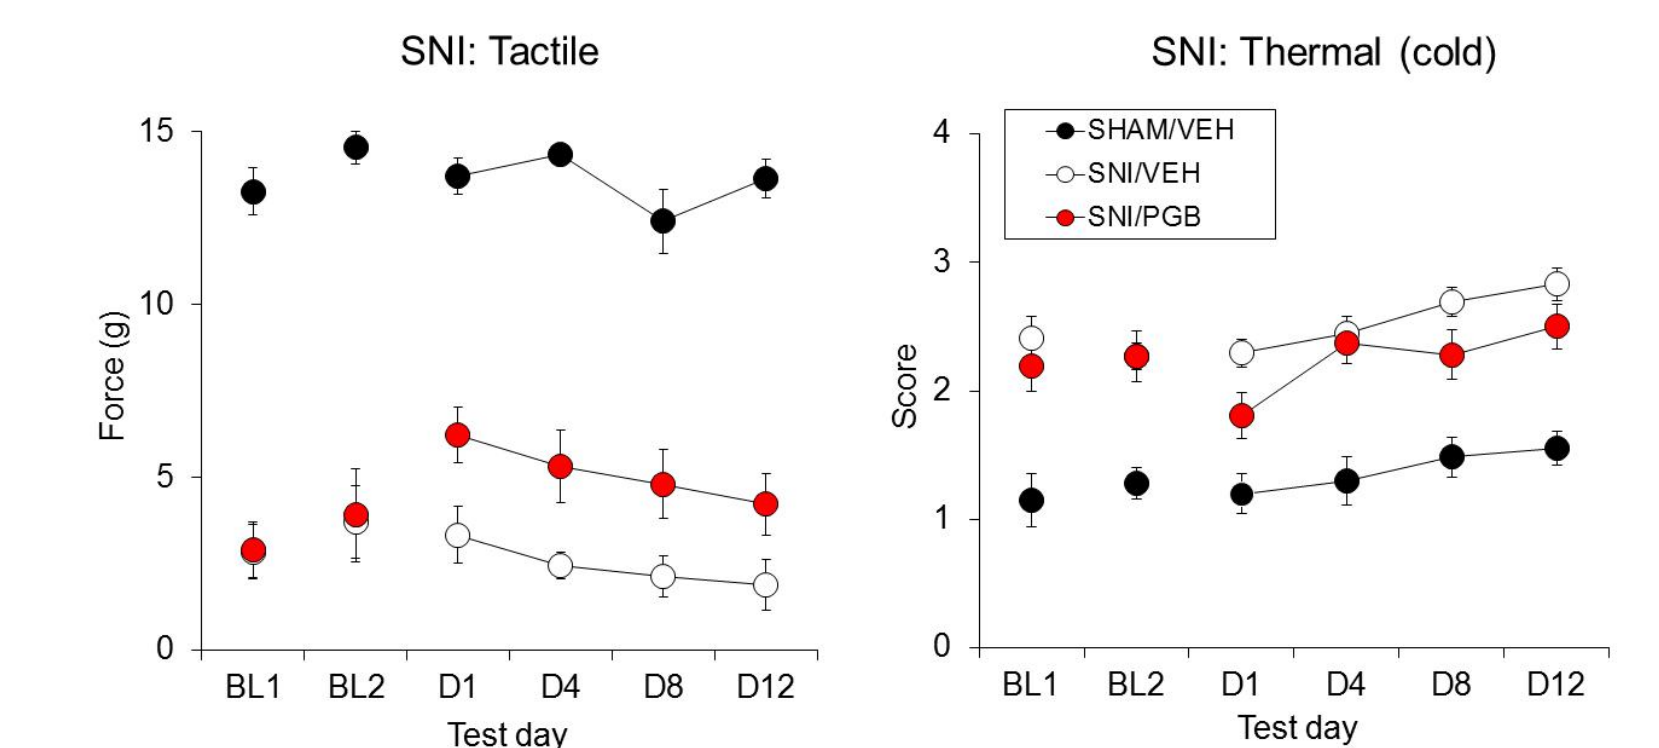 SNI: Tactile
15
10
5
0
Force (g)
BL1 BL2 D1 D4 D8 D12
Test day
SNI: Thermal (cold)
SHAM/VEH
SNI/VEH
SNI/PGB
4
3
2
1
0
Score
BL1 BL2 D1 D4 D8 D12
Test day